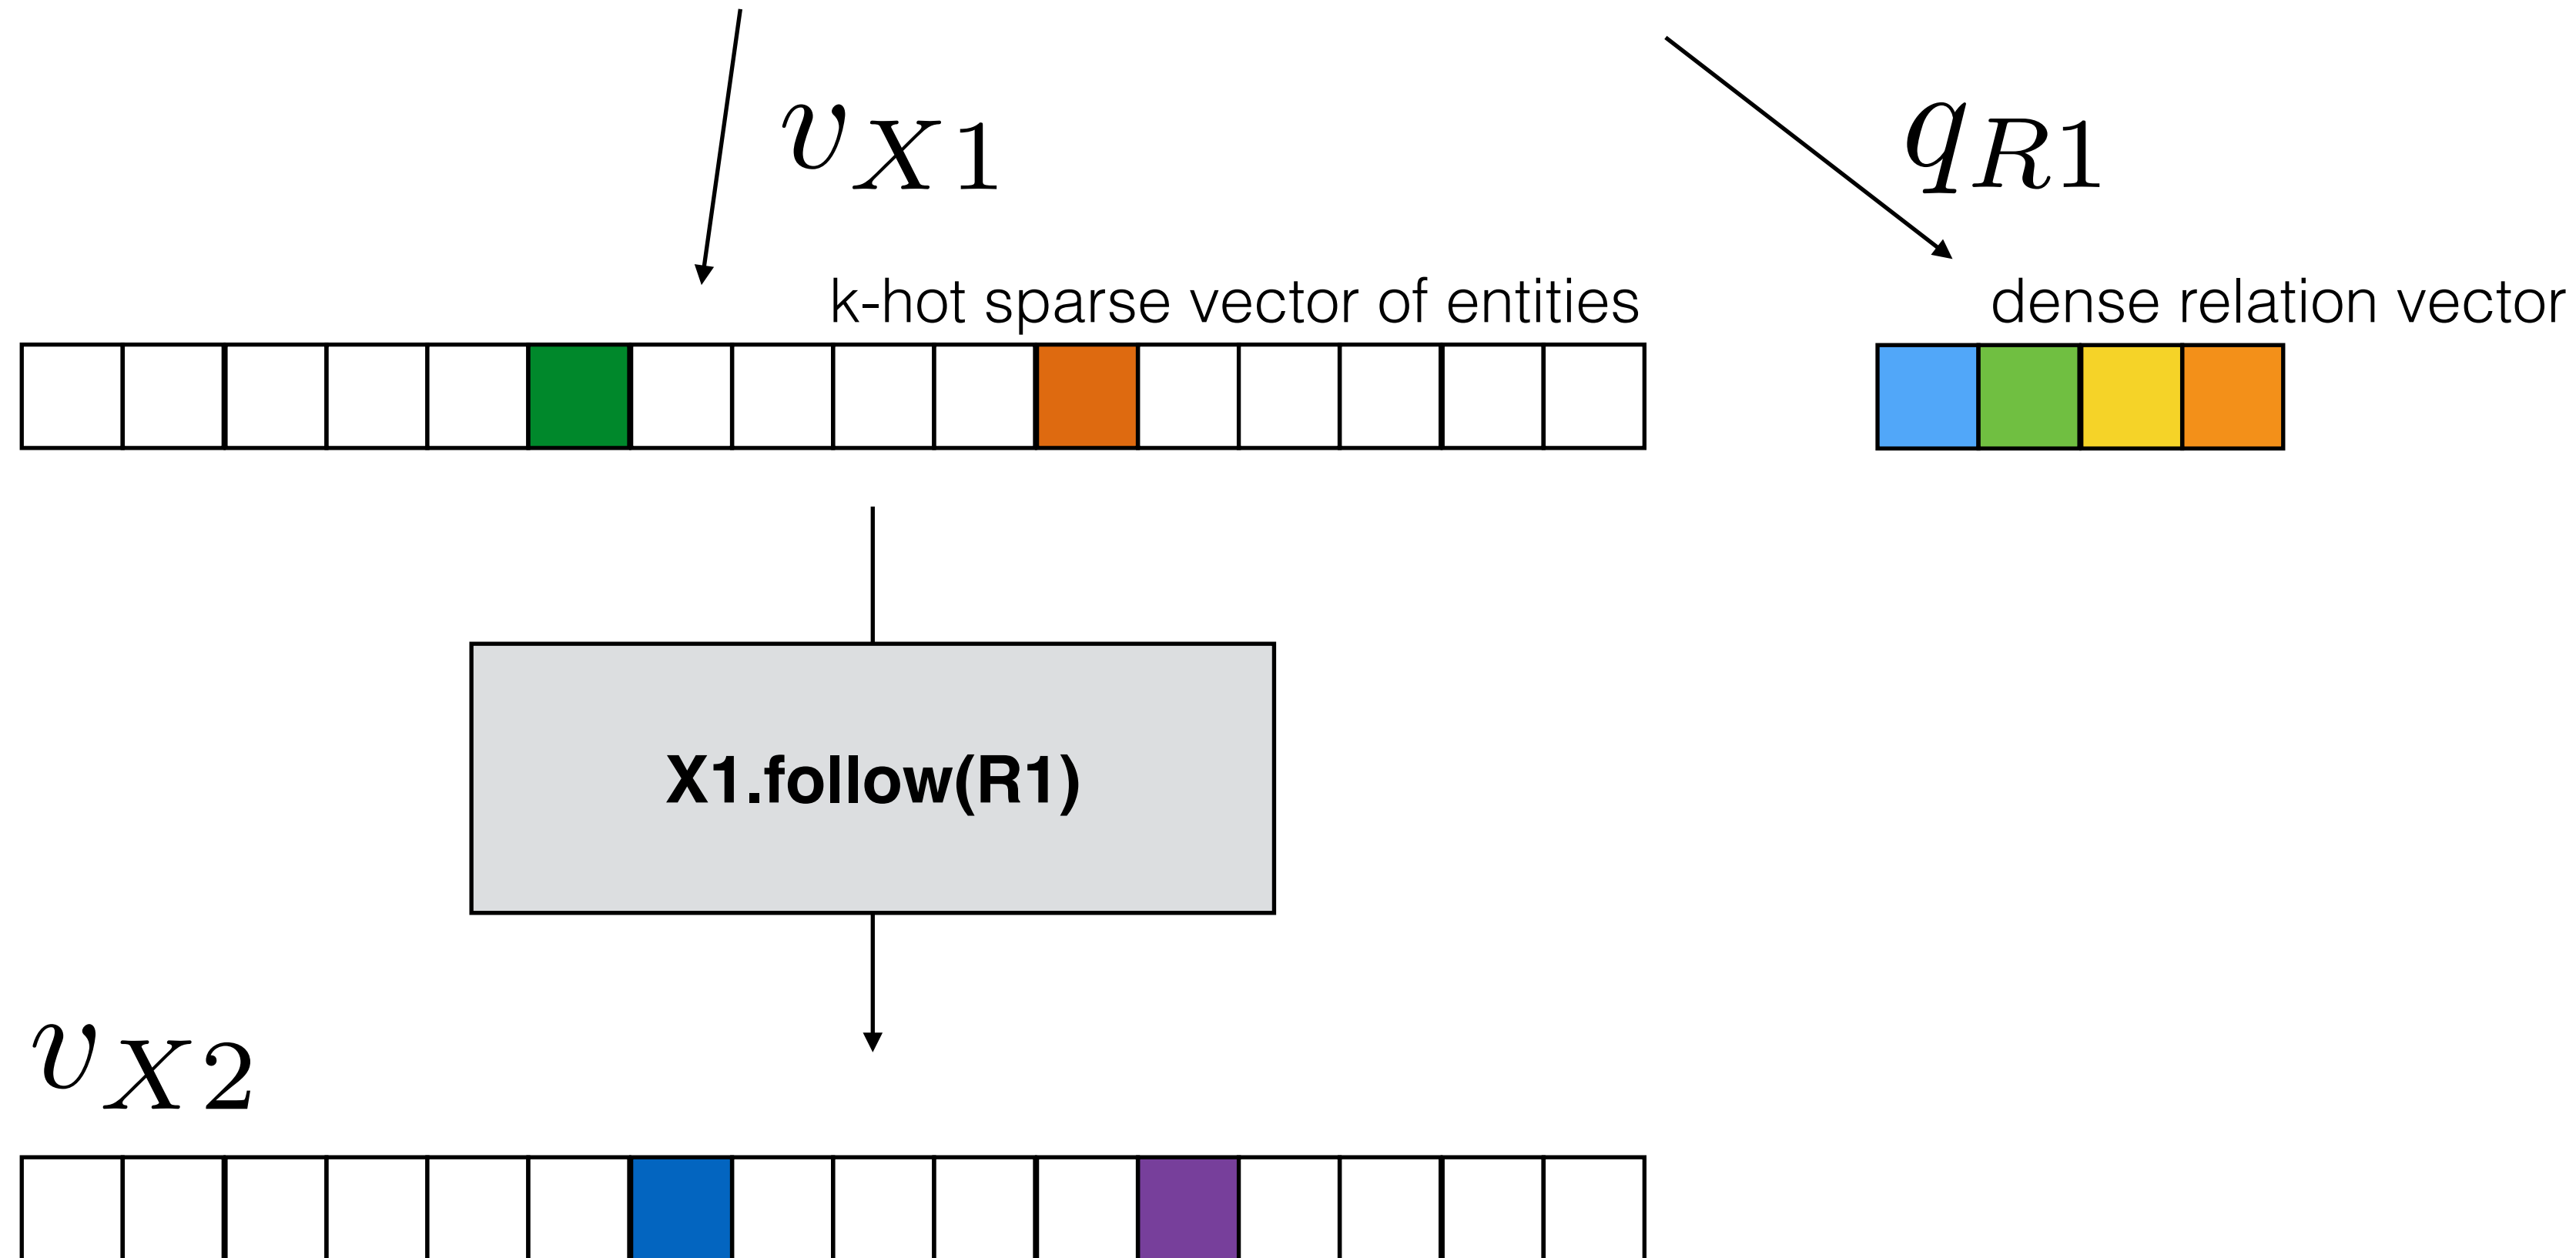 v_{X1}
q_{R1}
k-hot sparse vector of entities
dense relation vector
X1.follow(R1)
v_{X2}